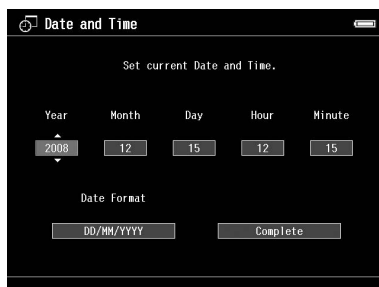 Date and Time
Set current Date and Time.
Year Month Day Hour Minute
2008 12 15 12 15
Date Format
DD/MM/YYYY Complete